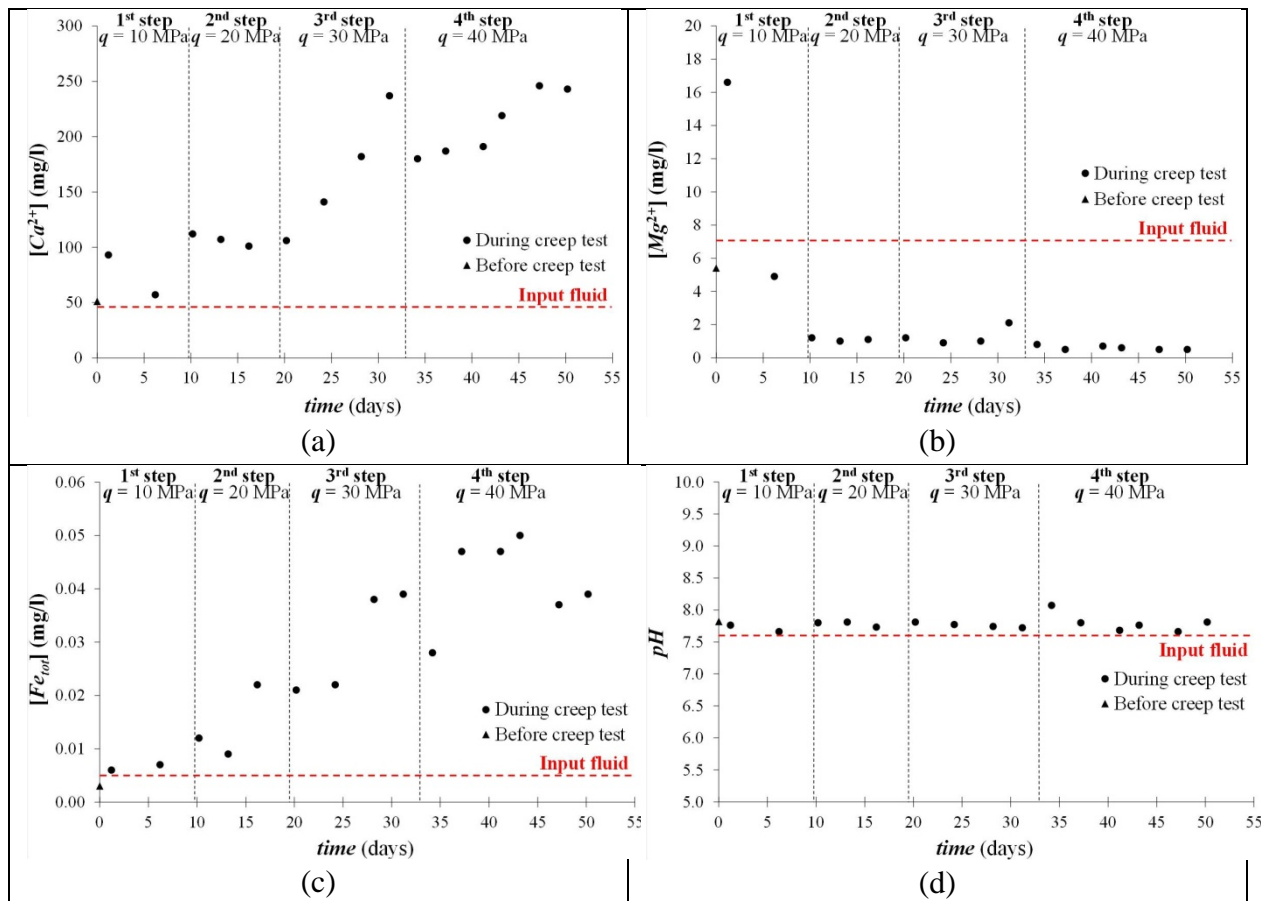 1st step 2nd step 3rd step 4th step
q = 10 MPa q = 20 MPa q = 30 MPa q = 40 MPa
300
250
200
150
100
50
0
[Ca2+] (mg/l)
During creep test
Before creep test
Input fluid
0 5 10 15 20 25 30 35 40 45 50 55
time (days)
(a)
1st step 2nd step 3rd step 4th step
q = 10 MPa q = 20 MPa q = 30 MPa q = 40 MPa
20
18
16
14
12
10
8
6
4
2
0
[Mg2+] (mg/l)
During creep test
Before creep test
Input fluid
0 5 10 15 20 25 30 35 40 45 50 55
time (days)
(b)
1st step 2nd step 3rd step 4th step
q = 10 MPa q = 20 MPa q = 30 MPa q = 40 MPa
0.06
0.05
0.04
0.03
0.02
0.01
0.00
[Fetot] (mg/l)
During creep test
Before creep test
Input fluid
0 5 10 15 20 25 30 35 40 45 50 55
time (days)
(c)
1st step 2nd step 3rd step 4th step
q = 10 MPa q = 20 MPa q = 30 MPa q = 40 MPa
10.0
9.5
9.0
8.5
8.0
7.5
7.0
6.5
6.0
5.5
5.0
pH
Input fluid
During creep test
Before creep test
0 5 10 15 20 25 30 35 40 45 50 55
time (days)
(d)